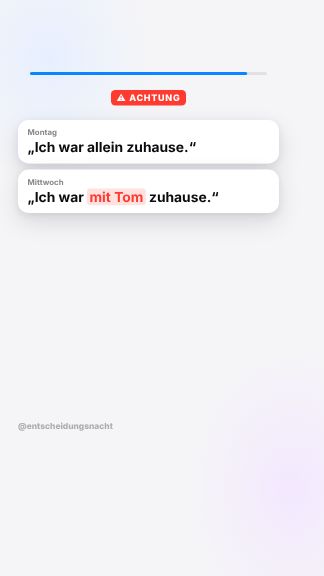 ⚠ ACHTUNG
Montag
„Ich war allein zuhause.“
Mittwoch
„Ich war mit Tom zuhause.“
@entscheidungsnacht